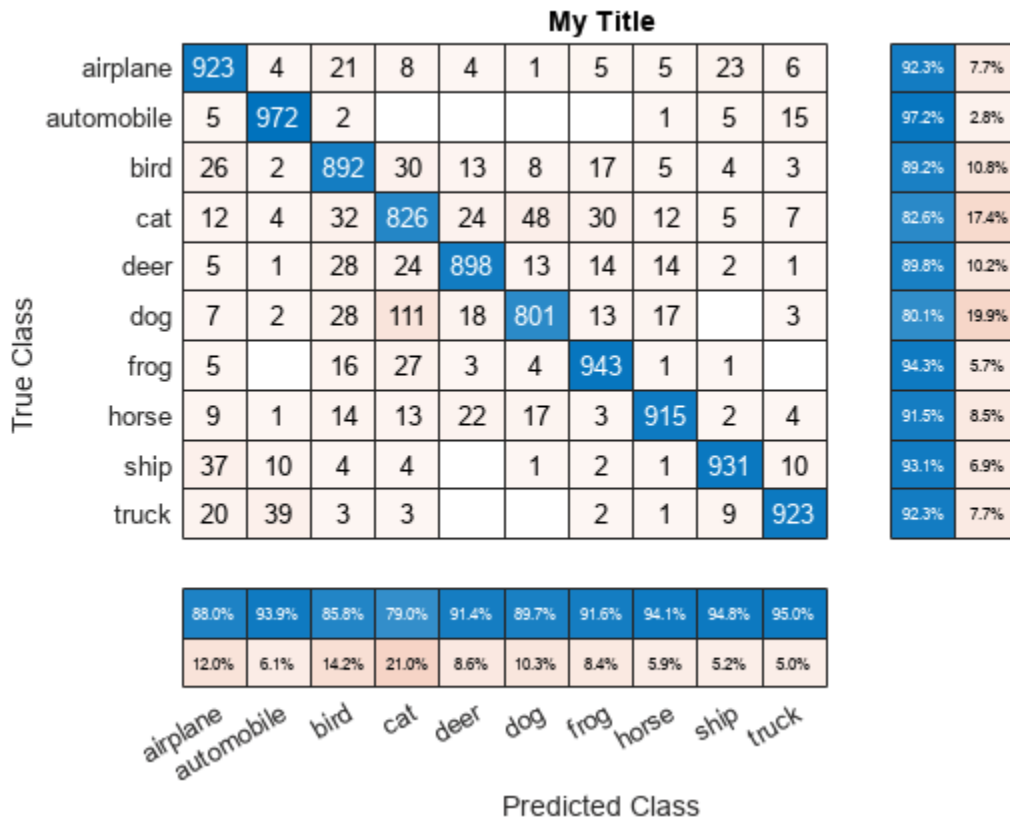 My Title
airplane 923 4 21 8 4 1 5 5 23 6 92.3% 7.7%
automobile 5 972 2 1 5 15 97.2% 2.8%
bird 26 2 892 30 13 8 17 5 4 3 89.2% 10.8%
cat 12 4 32 826 24 48 30 12 5 7 82.6% 17.4%
deer 5 1 28 24 898 13 14 14 2 1 89.8% 10.2%
dog 7 2 28 111 18 801 13 17 3 80.1% 19.9%
frog 5 16 27 3 4 943 1 1 94.3% 5.7%
horse 9 1 14 13 22 17 3 915 2 4 91.5% 8.5%
ship 37 10 4 4 1 2 1 931 10 93.1% 6.9%
truck 20 39 3 3 2 1 9 923 92.3% 7.7%
True Class
88.0% 93.9% 85.8% 79.0% 91.4% 89.7% 91.6% 94.1% 94.8% 95.0%
12.0% 6.1% 14.2% 21.0% 8.6% 10.3% 8.4% 5.9% 5.2% 5.0%
airplane automobile bird cat deer dog frog horse ship truck
Predicted Class